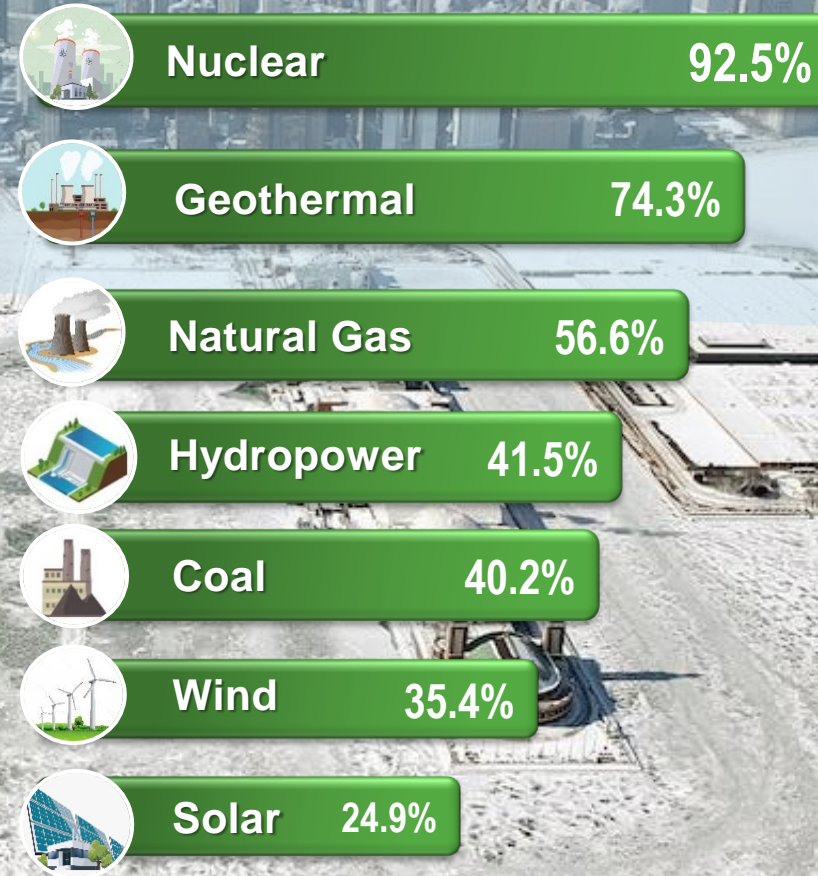 Nuclear 92.5%
Geothermal 74.3%
Natural Gas 56.6%
Hydropower 41.5%
Coal 40.2%
Wind 35.4%
Solar 24.9%